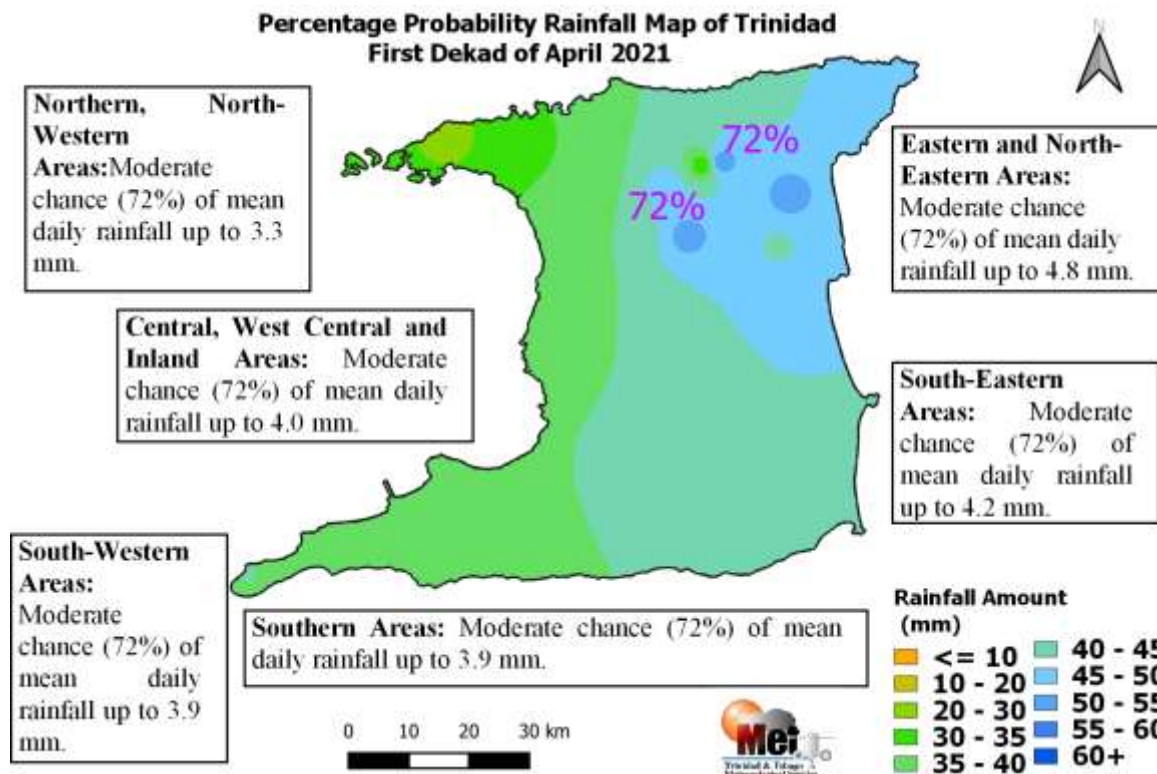 Percentage Probability Rainfall Map of Trinidad
First Dekad of April 2021
N
Northern, North-
Western
Areas:Moderate
chance (72%) of mean
daily rainfall up to 3.3
mm.
72%
72%
Eastern and North-
Eastern Areas:
Moderate chance
(72%) of mean daily
rainfall up to 4.8 mm.
Central, West Central and
Inland Areas: Moderate
chance (72%) of mean daily
rainfall up to 4.0 mm.
South-Eastern
Areas: Moderate
chance (72%) of
mean daily rainfall
up to 4.2 mm.
South-Western
Areas:
Moderate
chance (72%) of
mean daily
rainfall up to 3.9
mm.
Southern Areas: Moderate chance (72%) of mean
daily rainfall up to 3.9 mm.
0 10 20 30 km
Met
Trinidad & Tobago
Rainfall Amount
(mm)
<= 10
10 - 20
20 - 30
30 - 35
35 - 40
40 - 45
45 - 50
50 - 55
55 - 60
60+